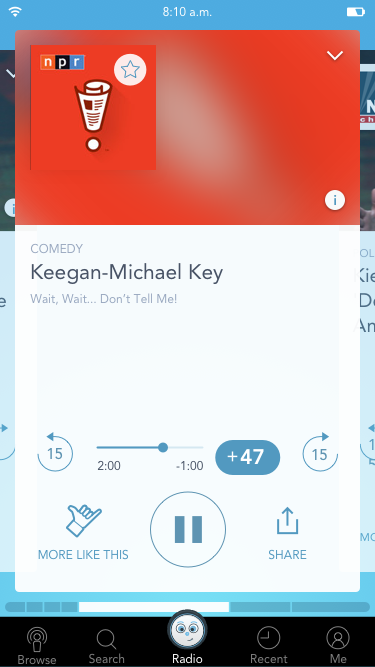 8:10 a.m.
npr
COMEDY
Keegan-Michael Key
Wait, Wait... Don't Tell Me!
15
2:00
-1:00
+47
15
MORE LIKE THIS
SHARE
Browse
Search
Radio
Recent
Me